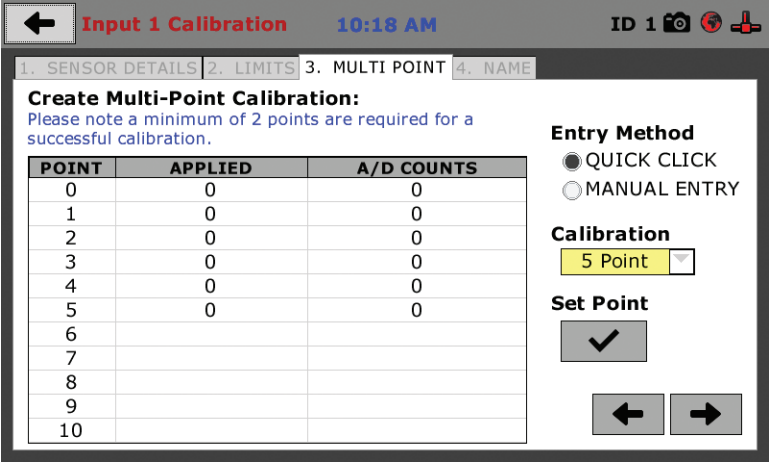 Input 1 Calibration 10:18 AM ID 1
1. SENSOR DETAILS 2. LIMITS 3. MULTI POINT 4. NAME
Create Multi-Point Calibration:
Please note a minimum of 2 points are required for a
successful calibration.
POINT APPLIED A/D COUNTS
0 0 0
1 0 0
2 0 0
3 0 0
4 0 0
5 0 0
6
7
8
9
10
Entry Method
QUICK CLICK
MANUAL ENTRY
Calibration
5 Point
Set Point